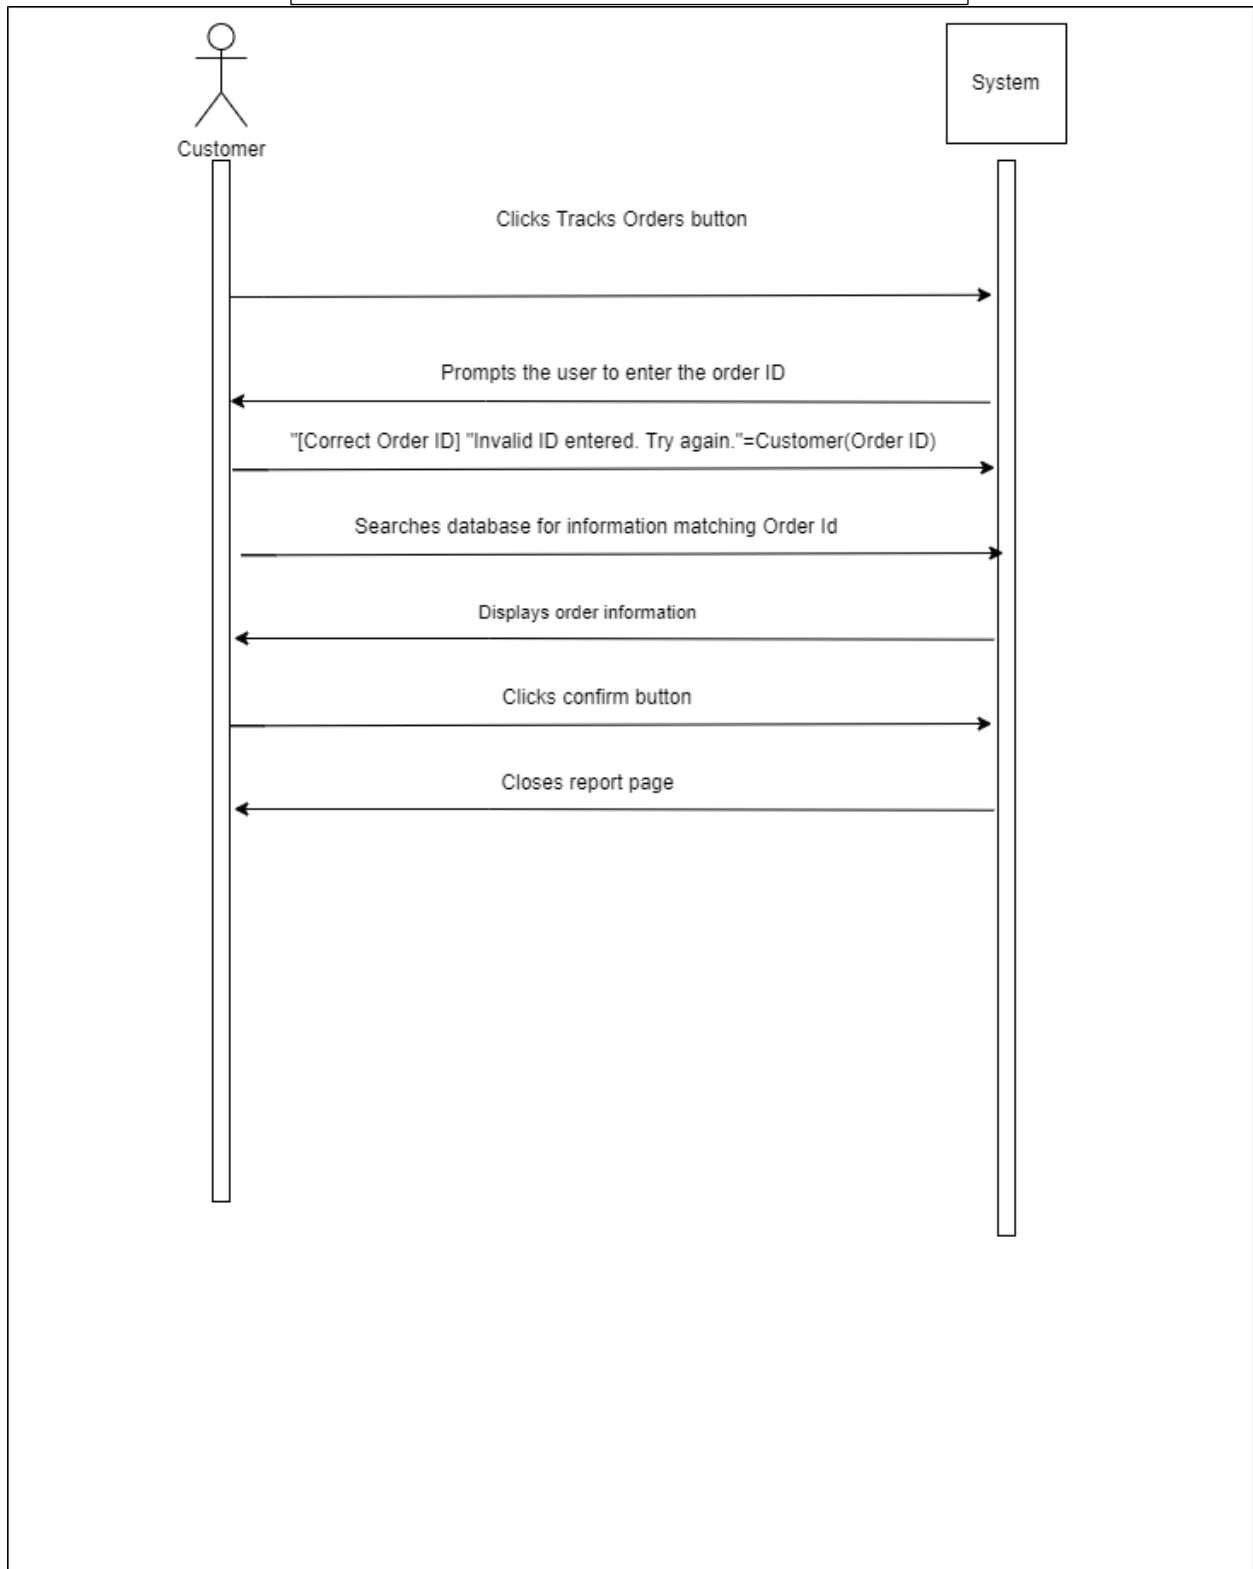 System
Customer
Clicks Tracks Orders button
Prompts the user to enter the order ID
"[Correct Order ID] "Invalid ID entered. Try again."=Customer(Order ID)
Searches database for information matching Order Id
Displays order information
Clicks confirm button
Closes report page